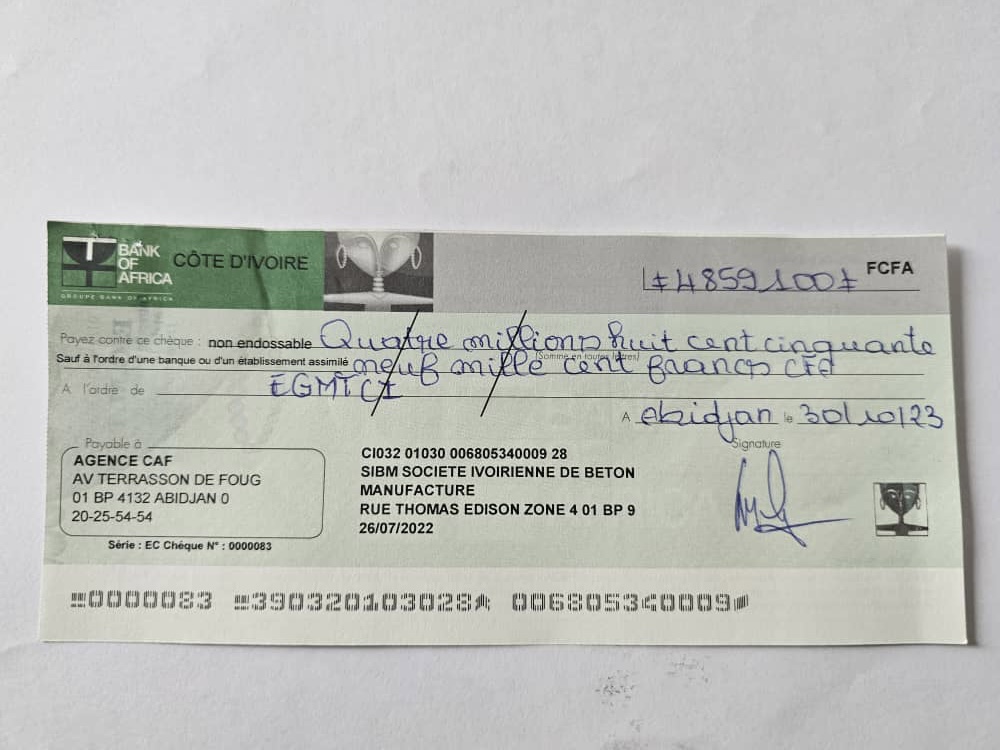 BANK
OF
AFRICA
CÔTE D'IVOIRE
GROUPE BANK OF AFRICA
#4859100#
FCFA
Payez contre ce chèque : non endossable Quatre millions huit cent cinquante
(Somme en toutes lettres)
Sauf à l'ordre d'une banque ou d'un établissement assimilé neuf mille cent francs CFA
A l'ordre de EGMTCI
A abidjan le 30/10/23
Signature
Payable à
AGENCE CAF
AV TERRASSON DE FOUG
01 BP 4132 ABIDJAN 0
20-25-54-54
Série : EC Chéque N° : 0000083
CI032 01030 006805340009 28
SIBM SOCIETE IVOIRIENNE DE BETON
MANUFACTURE
RUE THOMAS EDISON ZONE 4 01 BP 9
26/07/2022
0000083 390320103028 006805340009